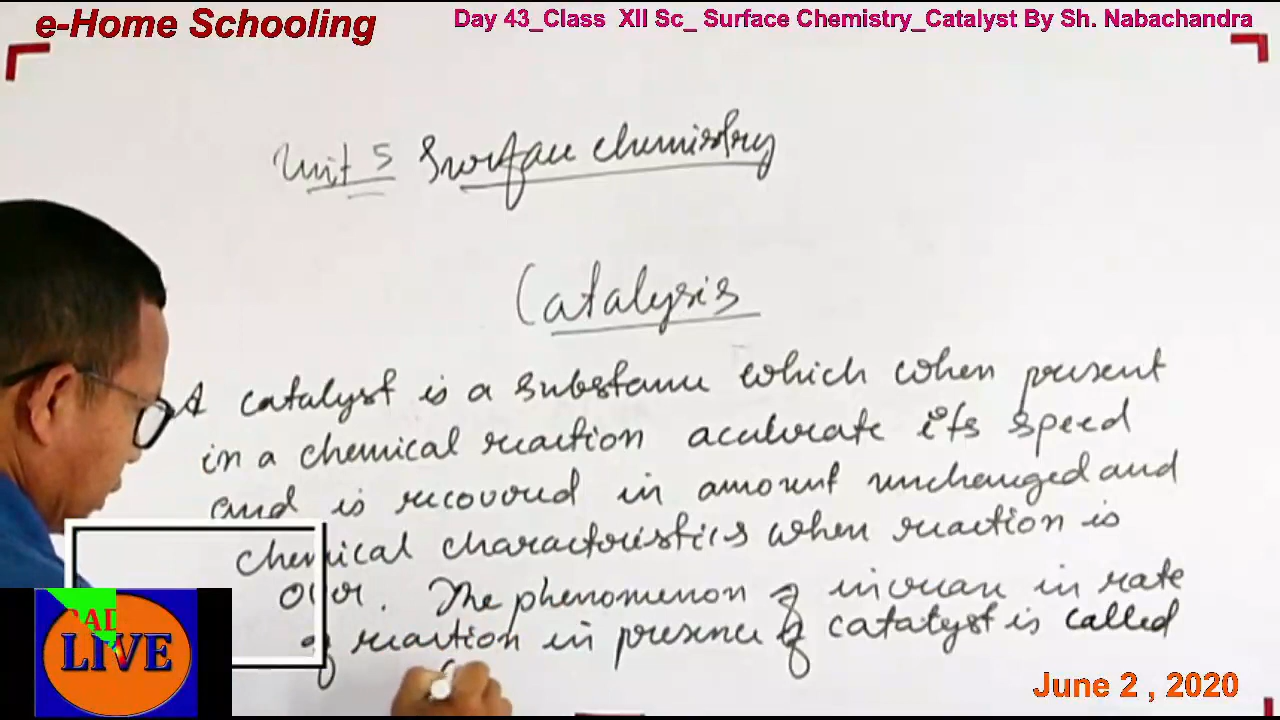 e-Home Schooling
Day 43_Class XII Sc_ Surface Chemistry_Catalyst By Sh. Nabachandra
Unit 5 Surface chemistry
Catalysis
A catalyst is a substance which when present
in a chemical reaction accelerate its speed
and is recovered in amount unchanged and
chemical characteristics when reaction is
over. The phenomenon of increase in rate
of reaction in presence of catalyst is called
LIVE
June 2 , 2020